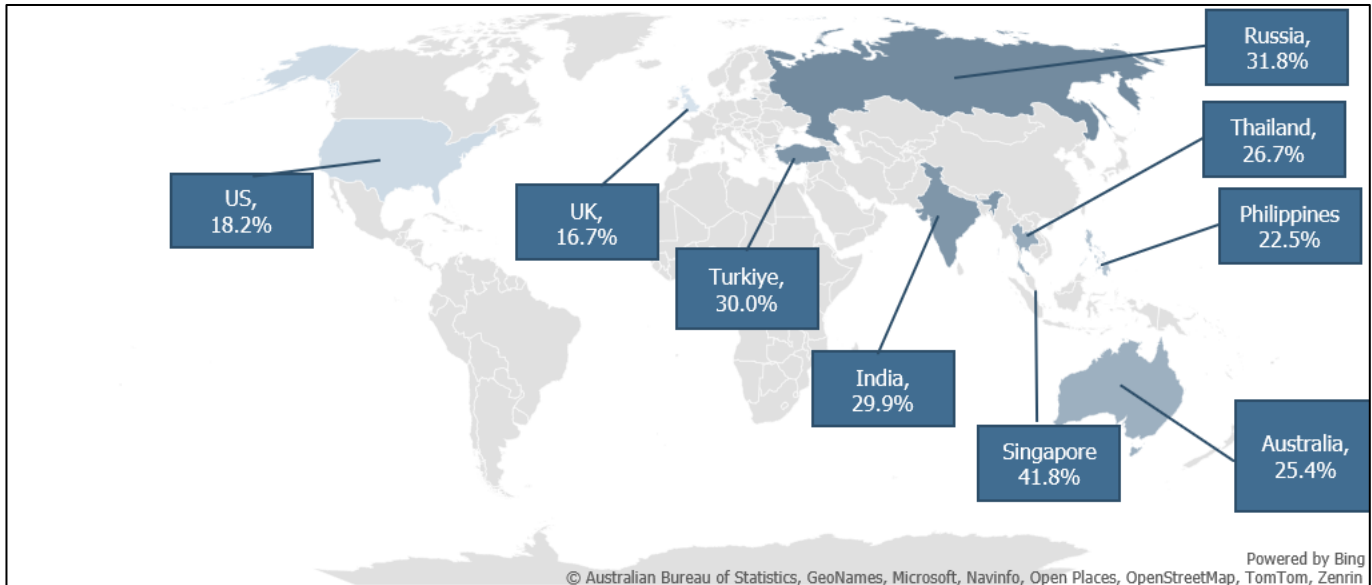 Russia,
31.8%
Thailand,
26.7%
US,
18.2%
UK,
16.7%
Philippines
22.5%
Turkiye,
30.0%
India,
29.9%
Singapore
41.8%
Australia,
25.4%
Powered by Bing
© Australian Bureau of Statistics, GeoNames, Microsoft, Navinfo, Open Places, OpenStreetMap, TomTom, Zenrin